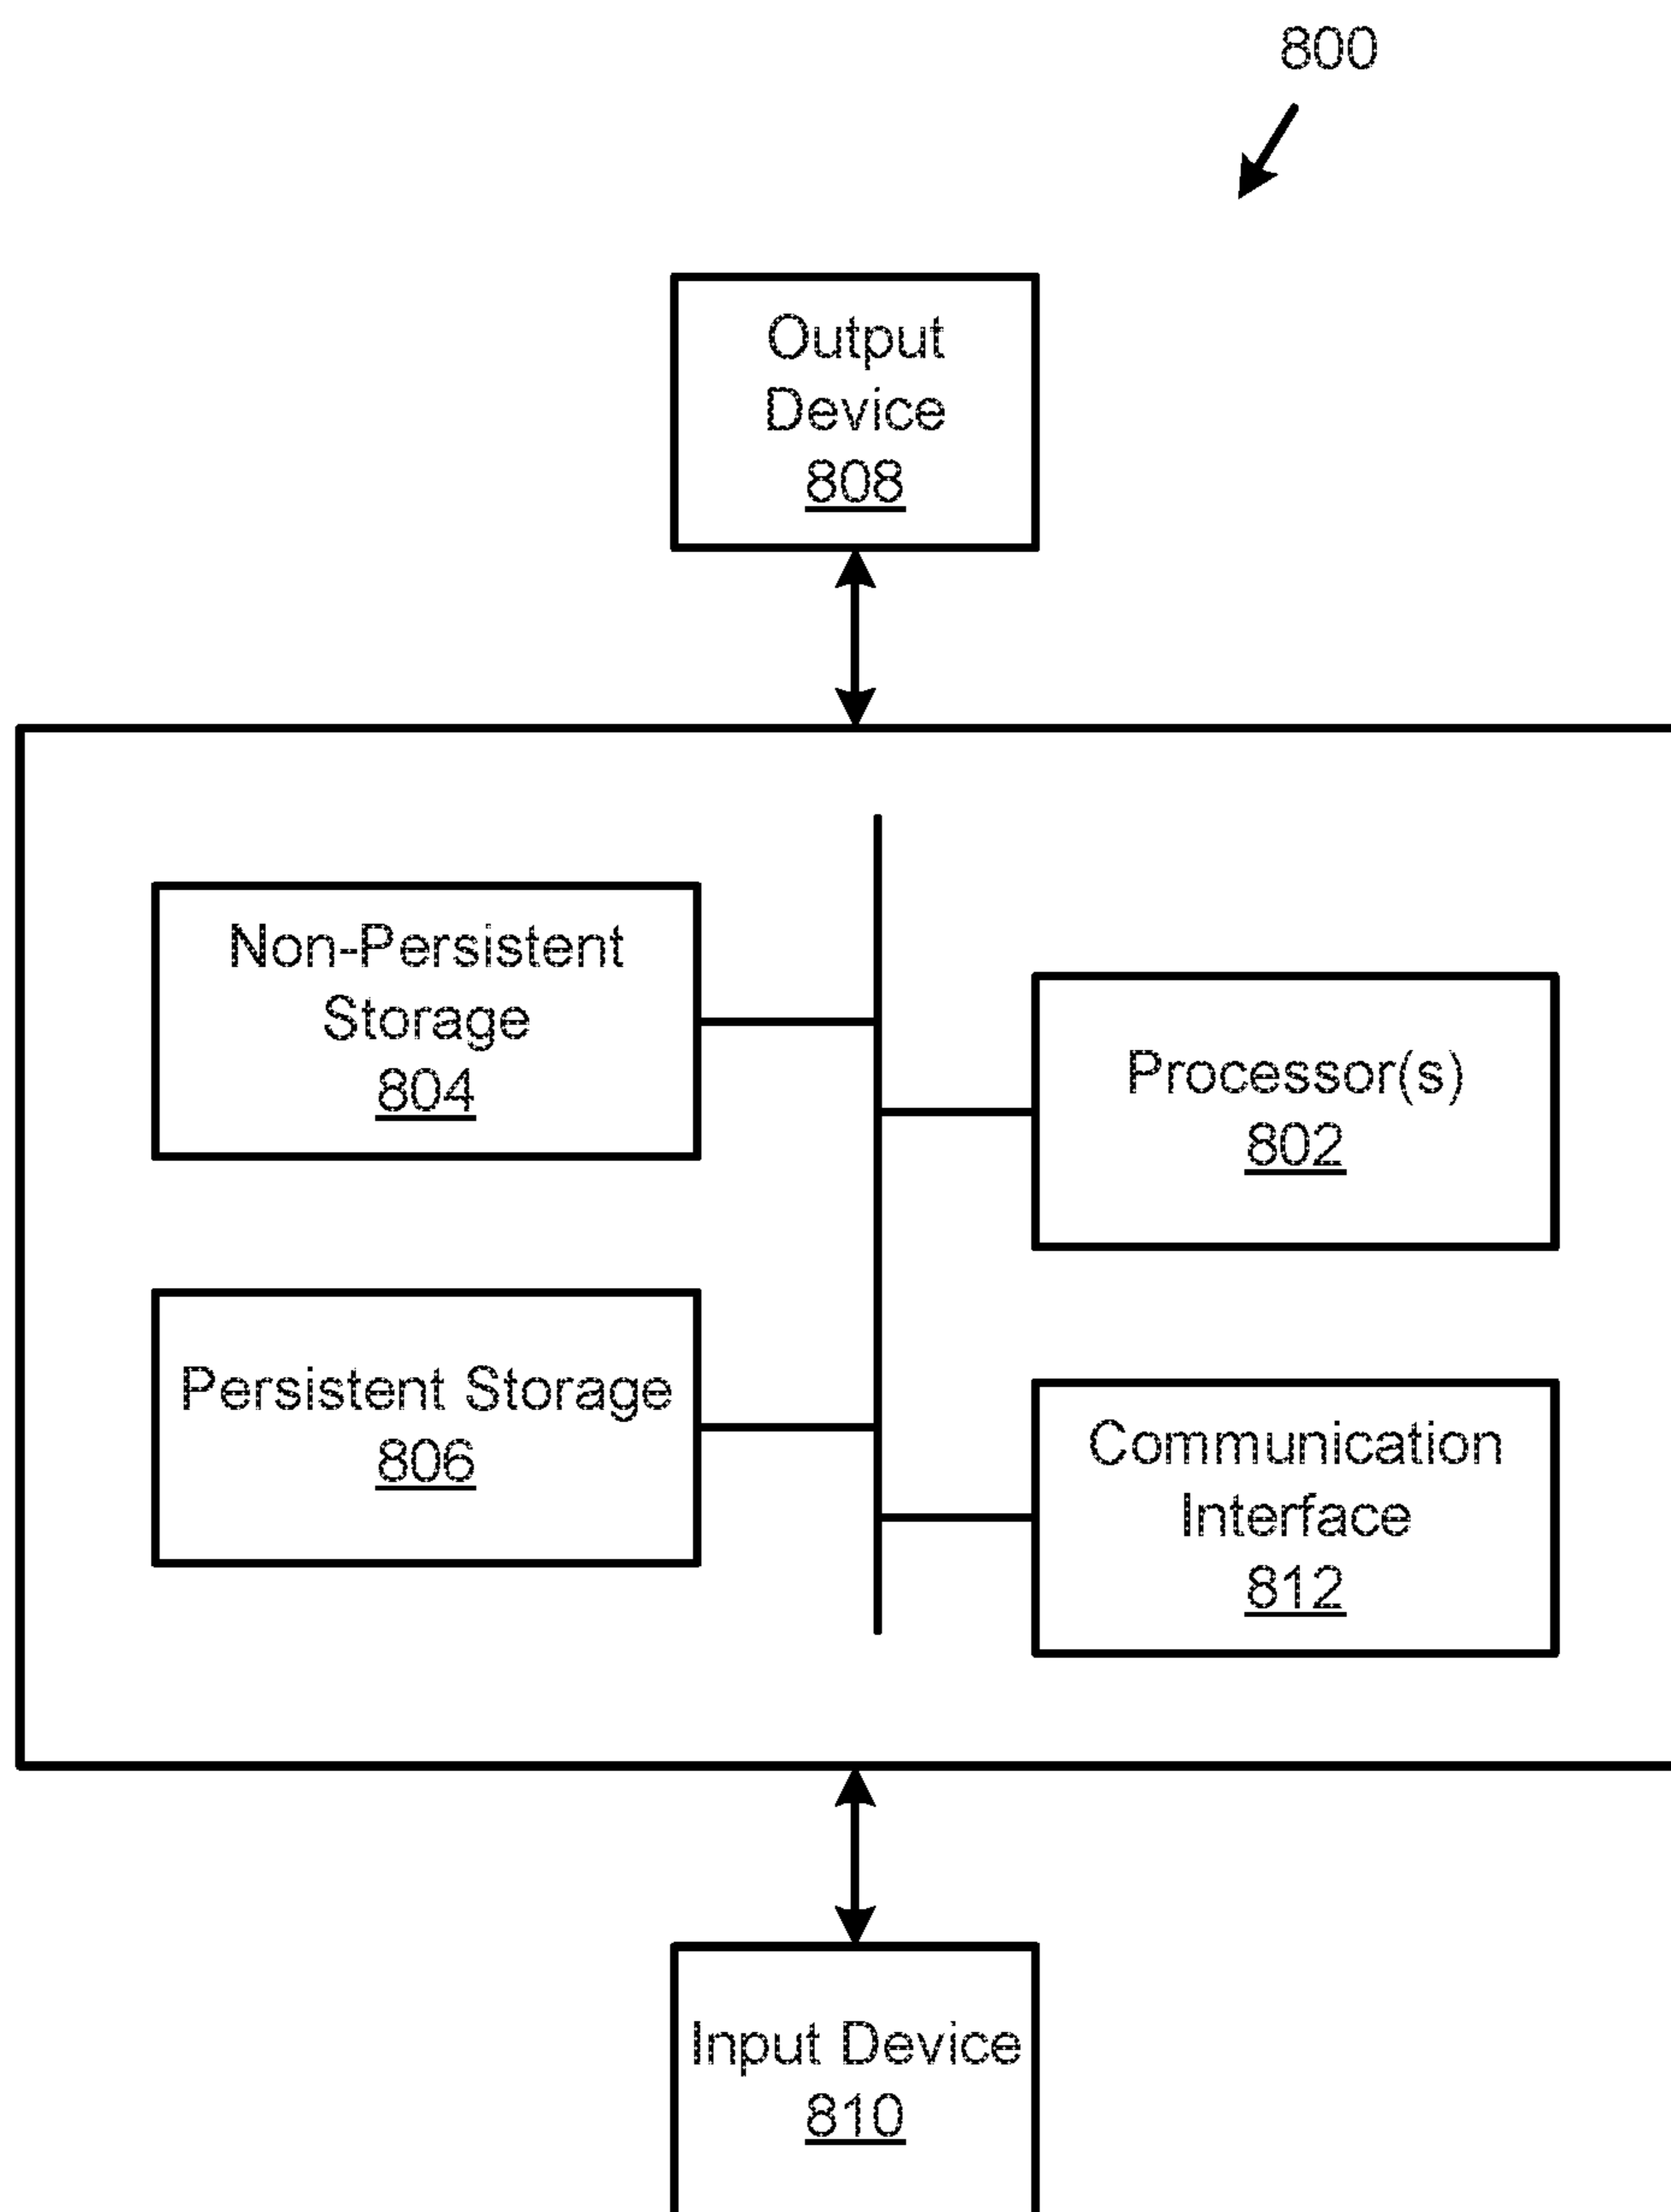 800
Output
Device
808
Non-Persistent
Storage
804
Processor(s)
802
Persistent Storage
806
Communication
Interface
812
Input Device
810